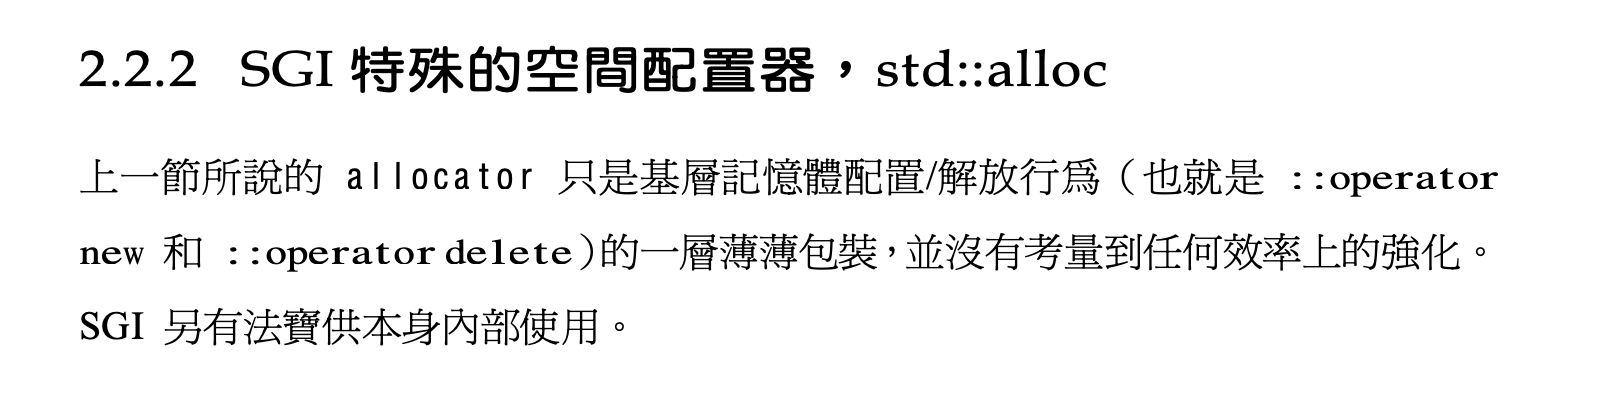 2.2.2 SGI 特殊的空間配置器，std::alloc
上一節所說的 allocator 只是基層記憶體配置/解放行為（也就是 ::operator
new 和 ::operator delete）的一層薄薄包裝，並沒有考量到任何效率上的強化。
SGI 另有法寶供本身內部使用。